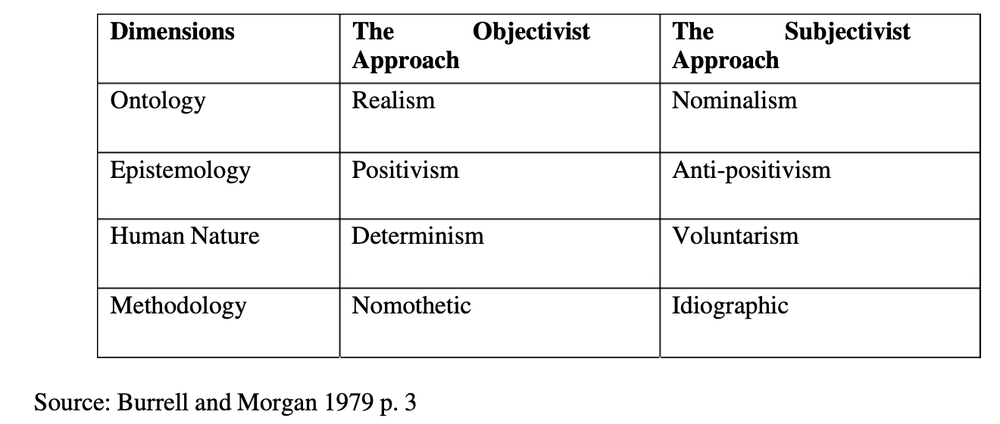 Dimensions The Objectivist Approach The Subjectivist Approach
Ontology Realism Nominalism
Epistemology Positivism Anti-positivism
Human Nature Determinism Voluntarism
Methodology Nomothetic Idiographic
Source: Burrell and Morgan 1979 p. 3